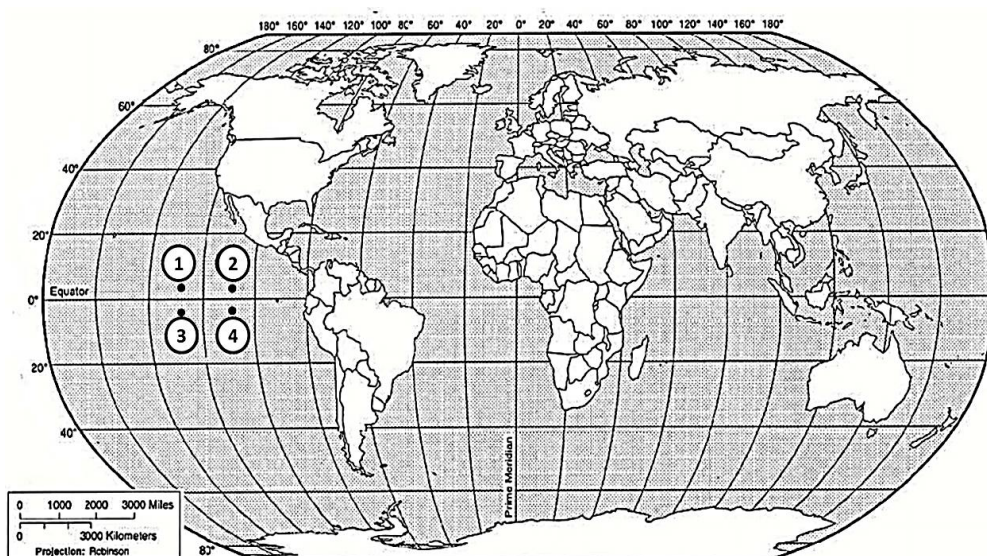 180° 160° 140° 120° 100° 80° 60° 40° 20° 0° 20° 40° 60° 80° 100° 120° 140° 160° 180°
80°
60°
40°
20°
1 2
Equator
0°
3 4
20°
40°
Prime Meridian
0 1000 2000 3000 Miles
0 3000 Kilometers
Projection: Robinson
80°